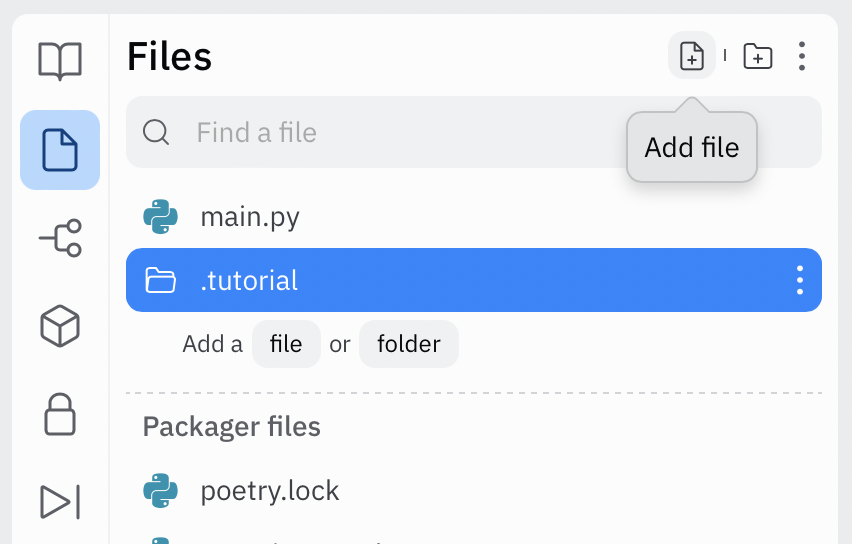 Files
Find a file
Add file
main.py
.tutorial
Add a file or folder
Packager files
poetry.lock